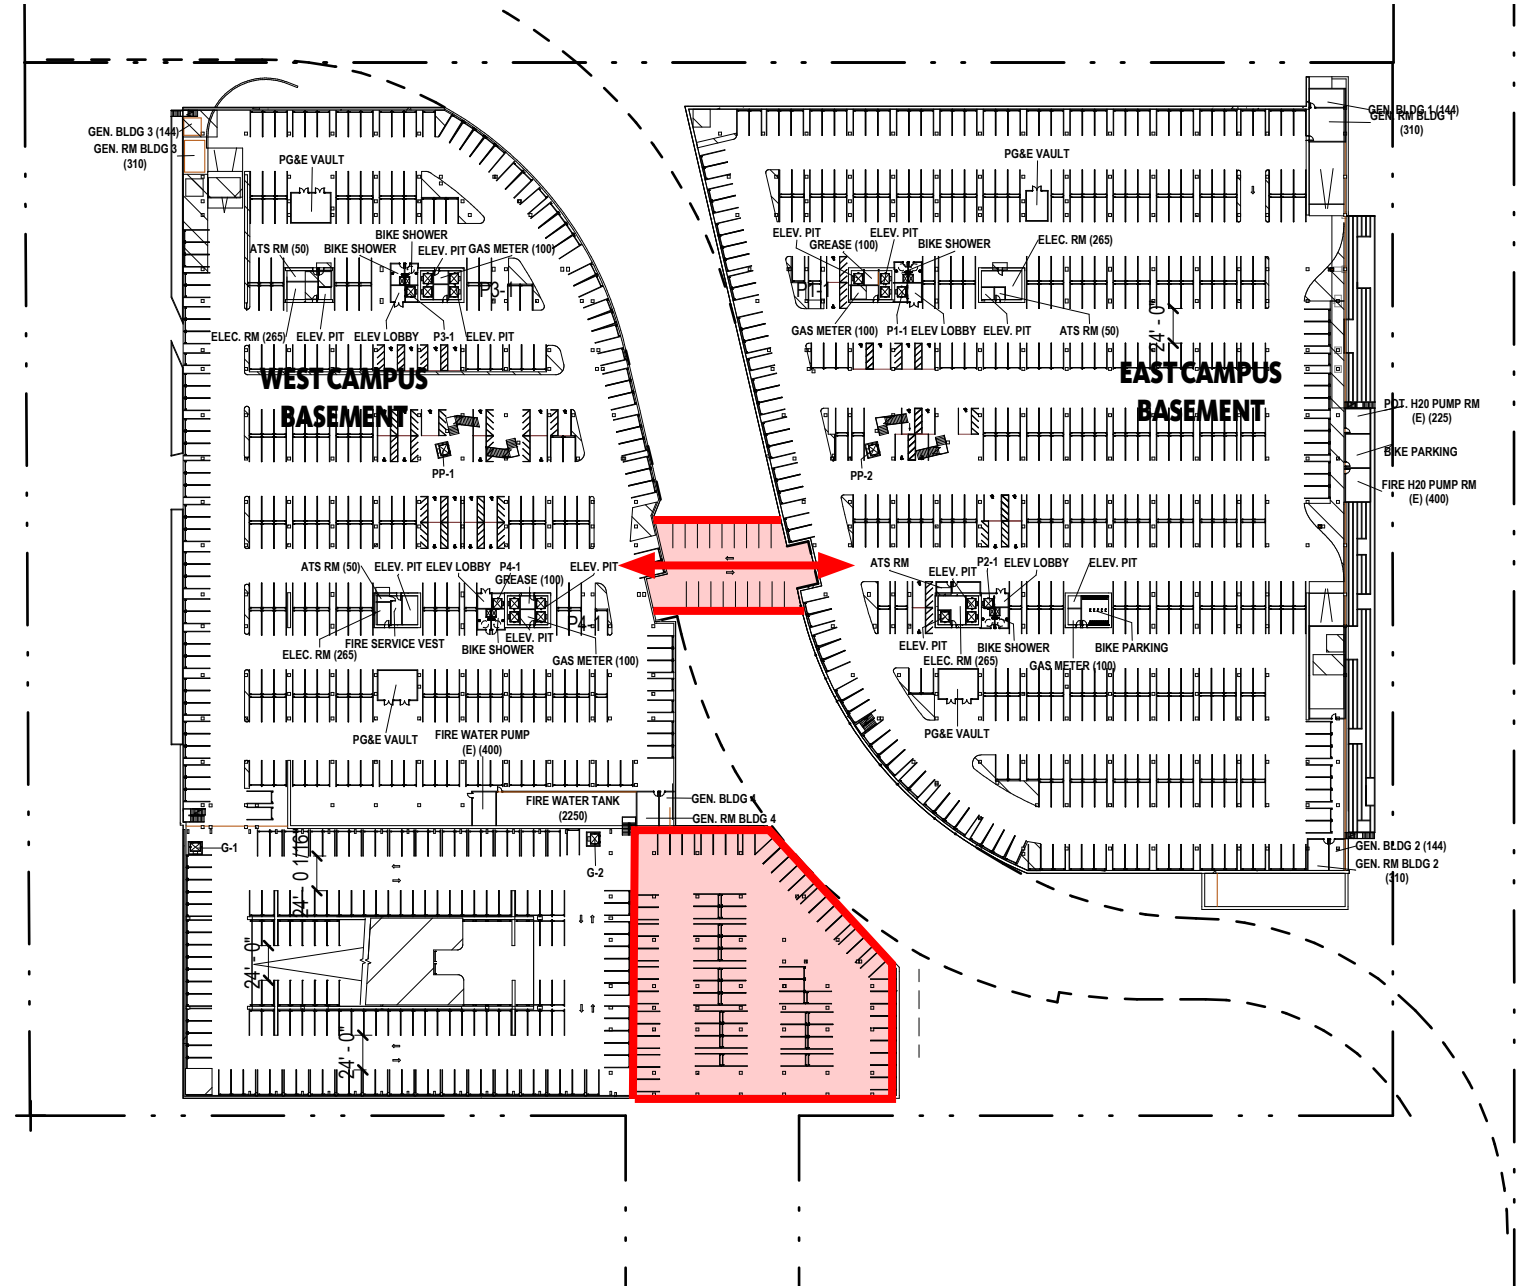 GEN. BLDG 3 (144)
GEN. RM BLDG 3
(310)
PG&E VAULT
BIKE SHOWER
ATS RM (50)
BIKE SHOWER
ELEV. PIT
GAS METER (100)
P3-1
ELEC. RM (265)
ELEV. PIT
ELEV LOBBY
P3-1
ELEV. PIT
WEST CAMPUS
BASEMENT
PP-1
ATS RM (50)
ELEV. PIT
ELEV LOBBY
P4-1
GREASE (100)
ELEV. PIT
P4-1
ELEC. RM (265)
FIRE SERVICE VEST
BIKE SHOWER
ELEV. PIT
GAS METER (100)
PG&E VAULT
FIRE WATER PUMP
(E) (400)
FIRE WATER TANK
(2250)
GEN. BLDG 4
GEN. RM BLDG 4
G-1
G-2
24' - 0 1/16"
24' - 0"
24' - 0"
GEN. BLDG 1 (144)
GEN. RM BLDG 1
(310)
PG&E VAULT
ELEV. PIT
GREASE (100)
ELEV. PIT
BIKE SHOWER
ELEC. RM (265)
P1-1
GAS METER (100)
P1-1
ELEV LOBBY
ELEV. PIT
ATS RM (50)
24' - 0"
EAST CAMPUS
BASEMENT
POT. H20 PUMP RM
(E) (225)
BIKE PARKING
FIRE H20 PUMP RM
(E) (400)
PP-2
ATS RM
ELEV. PIT
P2-1
ELEV LOBBY
ELEV. PIT
ELEV. PIT
ELEC. RM (265)
BIKE SHOWER
GAS METER (100)
BIKE PARKING
PG&E VAULT
GEN. BLDG 2 (144)
GEN. RM BLDG 2
(310)